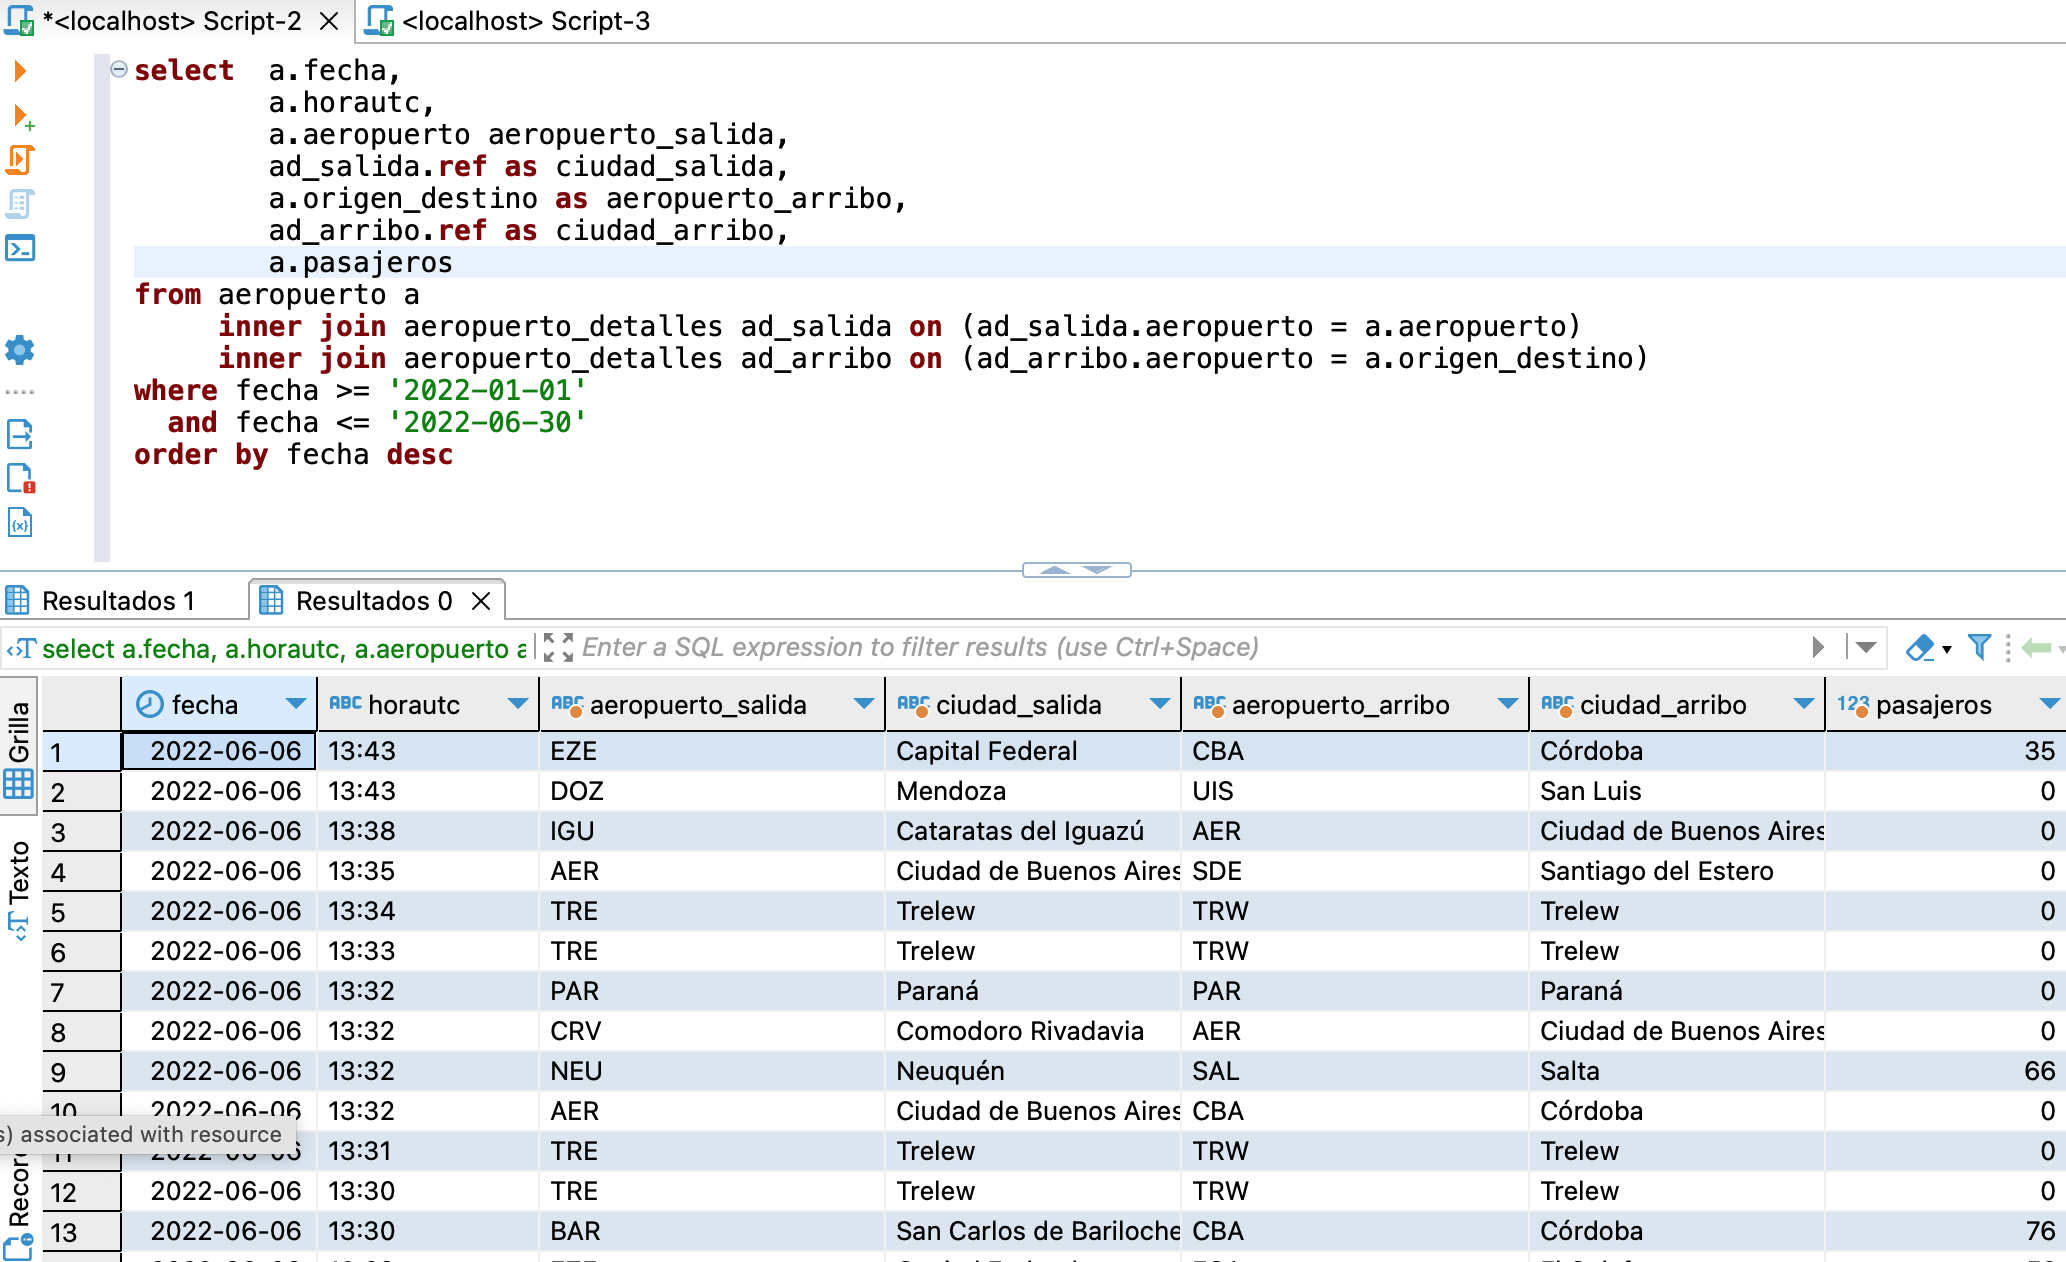 *<localhost> Script-2
<localhost> Script-3
select a.fecha,
a.horautc,
a.aeropuerto aeropuerto_salida,
ad_salida.ref as ciudad_salida,
a.origen_destino as aeropuerto_arribo,
ad_arribo.ref as ciudad_arribo,
a.pasajeros
from aeropuerto a
inner join aeropuerto_detalles ad_salida on (ad_salida.aeropuerto = a.aeropuerto)
inner join aeropuerto_detalles ad_arribo on (ad_arribo.aeropuerto = a.origen_destino)
where fecha >= '2022-01-01'
and fecha <= '2022-06-30'
order by fecha desc
Resultados 1
Resultados 0
select a.fecha, a.horautc, a.aeropuerto a
Enter a SQL expression to filter results (use Ctrl+Space)
Grilla
Texto
Recor
fecha ABC horautc ABC aeropuerto_salida ABC ciudad_salida ABC aeropuerto_arribo ABC ciudad_arribo 123 pasajeros
1 2022-06-06 13:43 EZE Capital Federal CBA Córdoba 35
2 2022-06-06 13:43 DOZ Mendoza UIS San Luis 0
3 2022-06-06 13:38 IGU Cataratas del Iguazú AER Ciudad de Buenos Aires 0
4 2022-06-06 13:35 AER Ciudad de Buenos Aires SDE Santiago del Estero 0
5 2022-06-06 13:34 TRE Trelew TRW Trelew 0
6 2022-06-06 13:33 TRE Trelew TRW Trelew 0
7 2022-06-06 13:32 PAR Paraná PAR Paraná 0
8 2022-06-06 13:32 CRV Comodoro Rivadavia AER Ciudad de Buenos Aires 0
9 2022-06-06 13:32 NEU Neuquén SAL Salta 66
10 2022-06-06 13:32 AER Ciudad de Buenos Aires CBA Córdoba 0
s) associated with resource
11 2022-06-06 13:31 TRE Trelew TRW Trelew 0
12 2022-06-06 13:30 TRE Trelew TRW Trelew 0
13 2022-06-06 13:30 BAR San Carlos de Bariloche CBA Córdoba 76